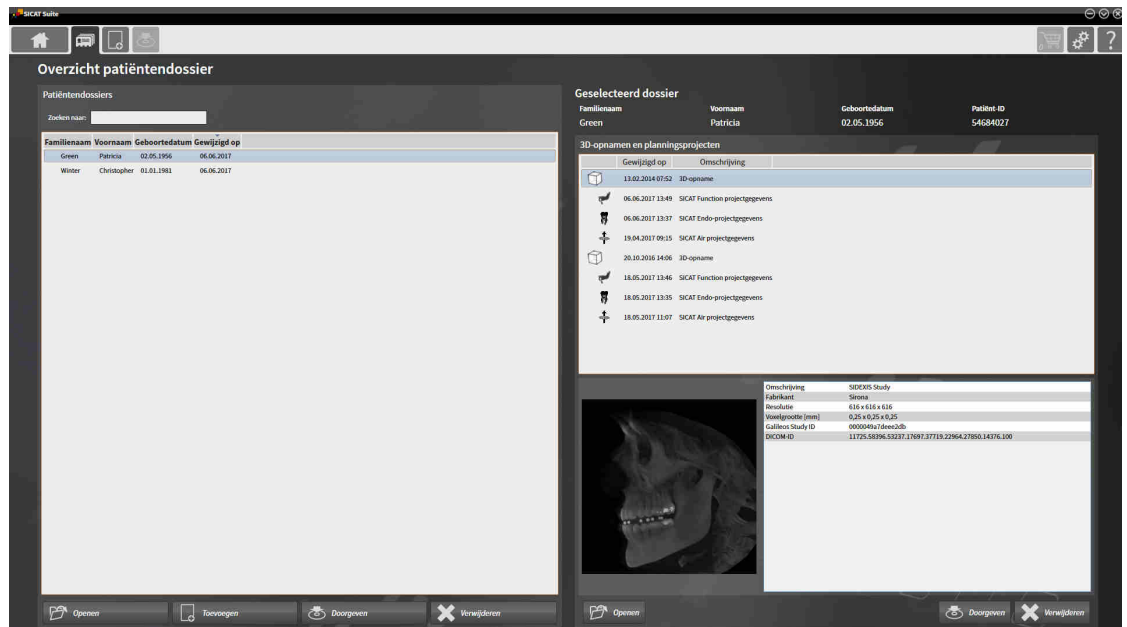 SICAT Suite
?
Overzicht patiëntendossier
Patiëntendossiers
Zoeken naar:
Familienaam Voornaam Geboortedatum Gewijzigd op
Green Patricia 02.05.1956 06.06.2017
Winter Christopher 01.01.1981 06.06.2017
Openen Toevoegen Doorgeven Verwijderen
Geselecteerd dossier
Familienaam Voornaam Geboortedatum Patiënt-ID
Green Patricia 02.05.1956 54684027
3D-opnamen en planningsprojecten
Gewijzigd op Omschrijving
13.02.2014 07:52 3D-opname
06.06.2017 13:49 SICAT Function projectgegevens
06.06.2017 13:37 SICAT Endo-projectgegevens
19.04.2017 09:15 SICAT Air projectgegevens
20.10.2016 14:06 3D-opname
18.05.2017 13:46 SICAT Function projectgegevens
18.05.2017 13:35 SICAT Endo-projectgegevens
18.05.2017 11:07 SICAT Air projectgegevens
Omschrijving SIDEXIS Study
Fabrikant Sirona
Resolutie 616 x 616 x 616
Voxelgrootte [mm] 0,25 x 0,25 x 0,25
Galileos Study ID 0000049a7deee2db
DICOM-ID 11725.58396.53237.17697.37719.22964.27850.14376.100
Openen Doorgeven Verwijderen